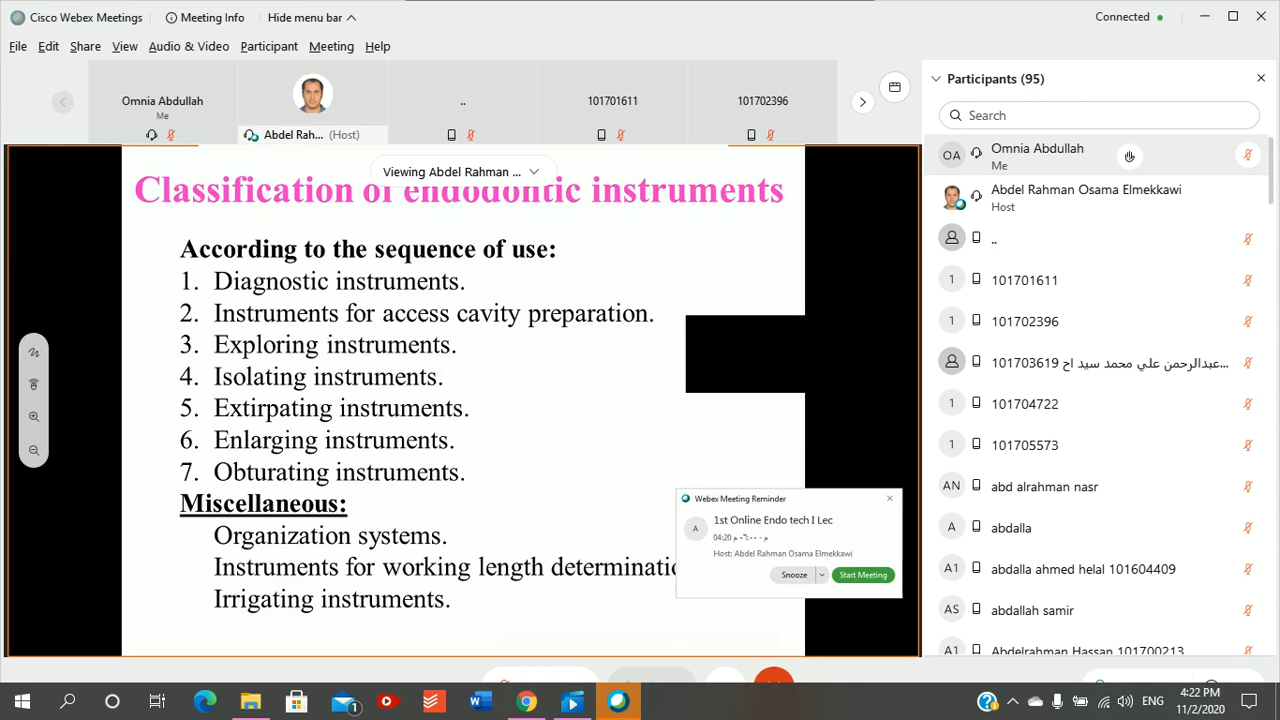 Cisco Webex Meetings
Meeting Info
Hide menu bar
Connected
File Edit Share View Audio & Video Participant Meeting Help
Omnia Abdullah
Me
Abdel Rah... (Host)
..
101701611
101702396
Viewing Abdel Rahman ...
Classification of endodontic instruments
According to the sequence of use:
1. Diagnostic instruments.
2. Instruments for access cavity preparation.
3. Exploring instruments.
4. Isolating instruments.
5. Extirpating instruments.
6. Enlarging instruments.
7. Obturating instruments.
Miscellaneous:
Organization systems.
Instruments for working length determinatio
Irrigating instruments.
Webex Meeting Reminder
A
1st Online Endo tech I Lec
Host: Abdel Rahman Osama Elmekkawi
Snooze
Start Meeting
Participants (95)
Search
OA Omnia Abdullah
Me
Abdel Rahman Osama Elmekkawi
Host
..
1 101701611
1 101702396
101703619 عبدالرحمن علي محمد سيد اح...
1 101704722
1 101705573
AN abd alrahman nasr
A abdalla
A1 abdalla ahmed helal 101604409
AS abdallah samir
A1 Abdelrahman Hassan 101700213
1
ENG
4:22 PM
11/2/2020